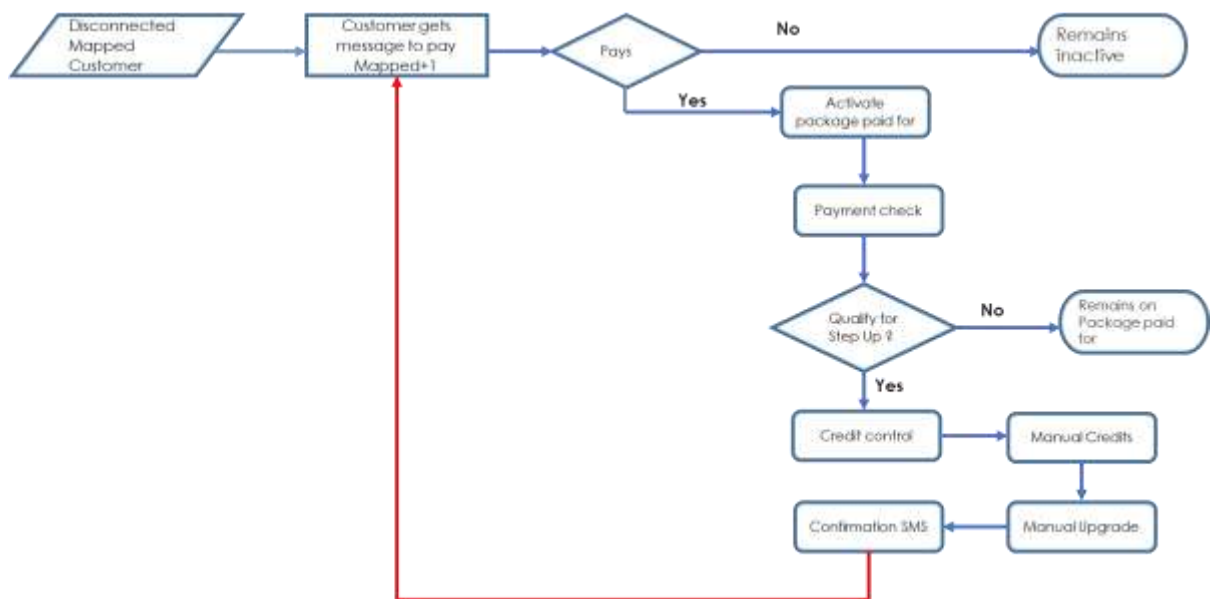 Disconnected
Mapped
Customer
Customer gets
message to pay
Mapped+1
Pays
No
Remains
inactive
Yes
Activate
package paid for
Payment check
Qualify for
Step Up ?
No
Remains on
Package paid
for
Yes
Credit control
Manual Credits
Confirmation SMS
Manual Upgrade